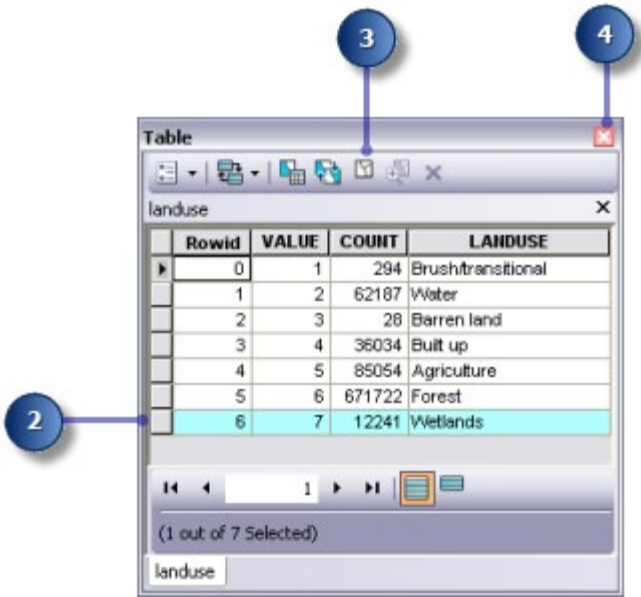 3
4
Table
landuse
Rowid VALUE COUNT LANDUSE
0 1 294 Brush/transitional
1 2 62187 Water
2 3 28 Barren land
3 4 36034 Built up
4 5 85054 Agriculture
5 6 671722 Forest
2
6 7 12241 Wetlands
1
(1 out of 7 Selected)
landuse